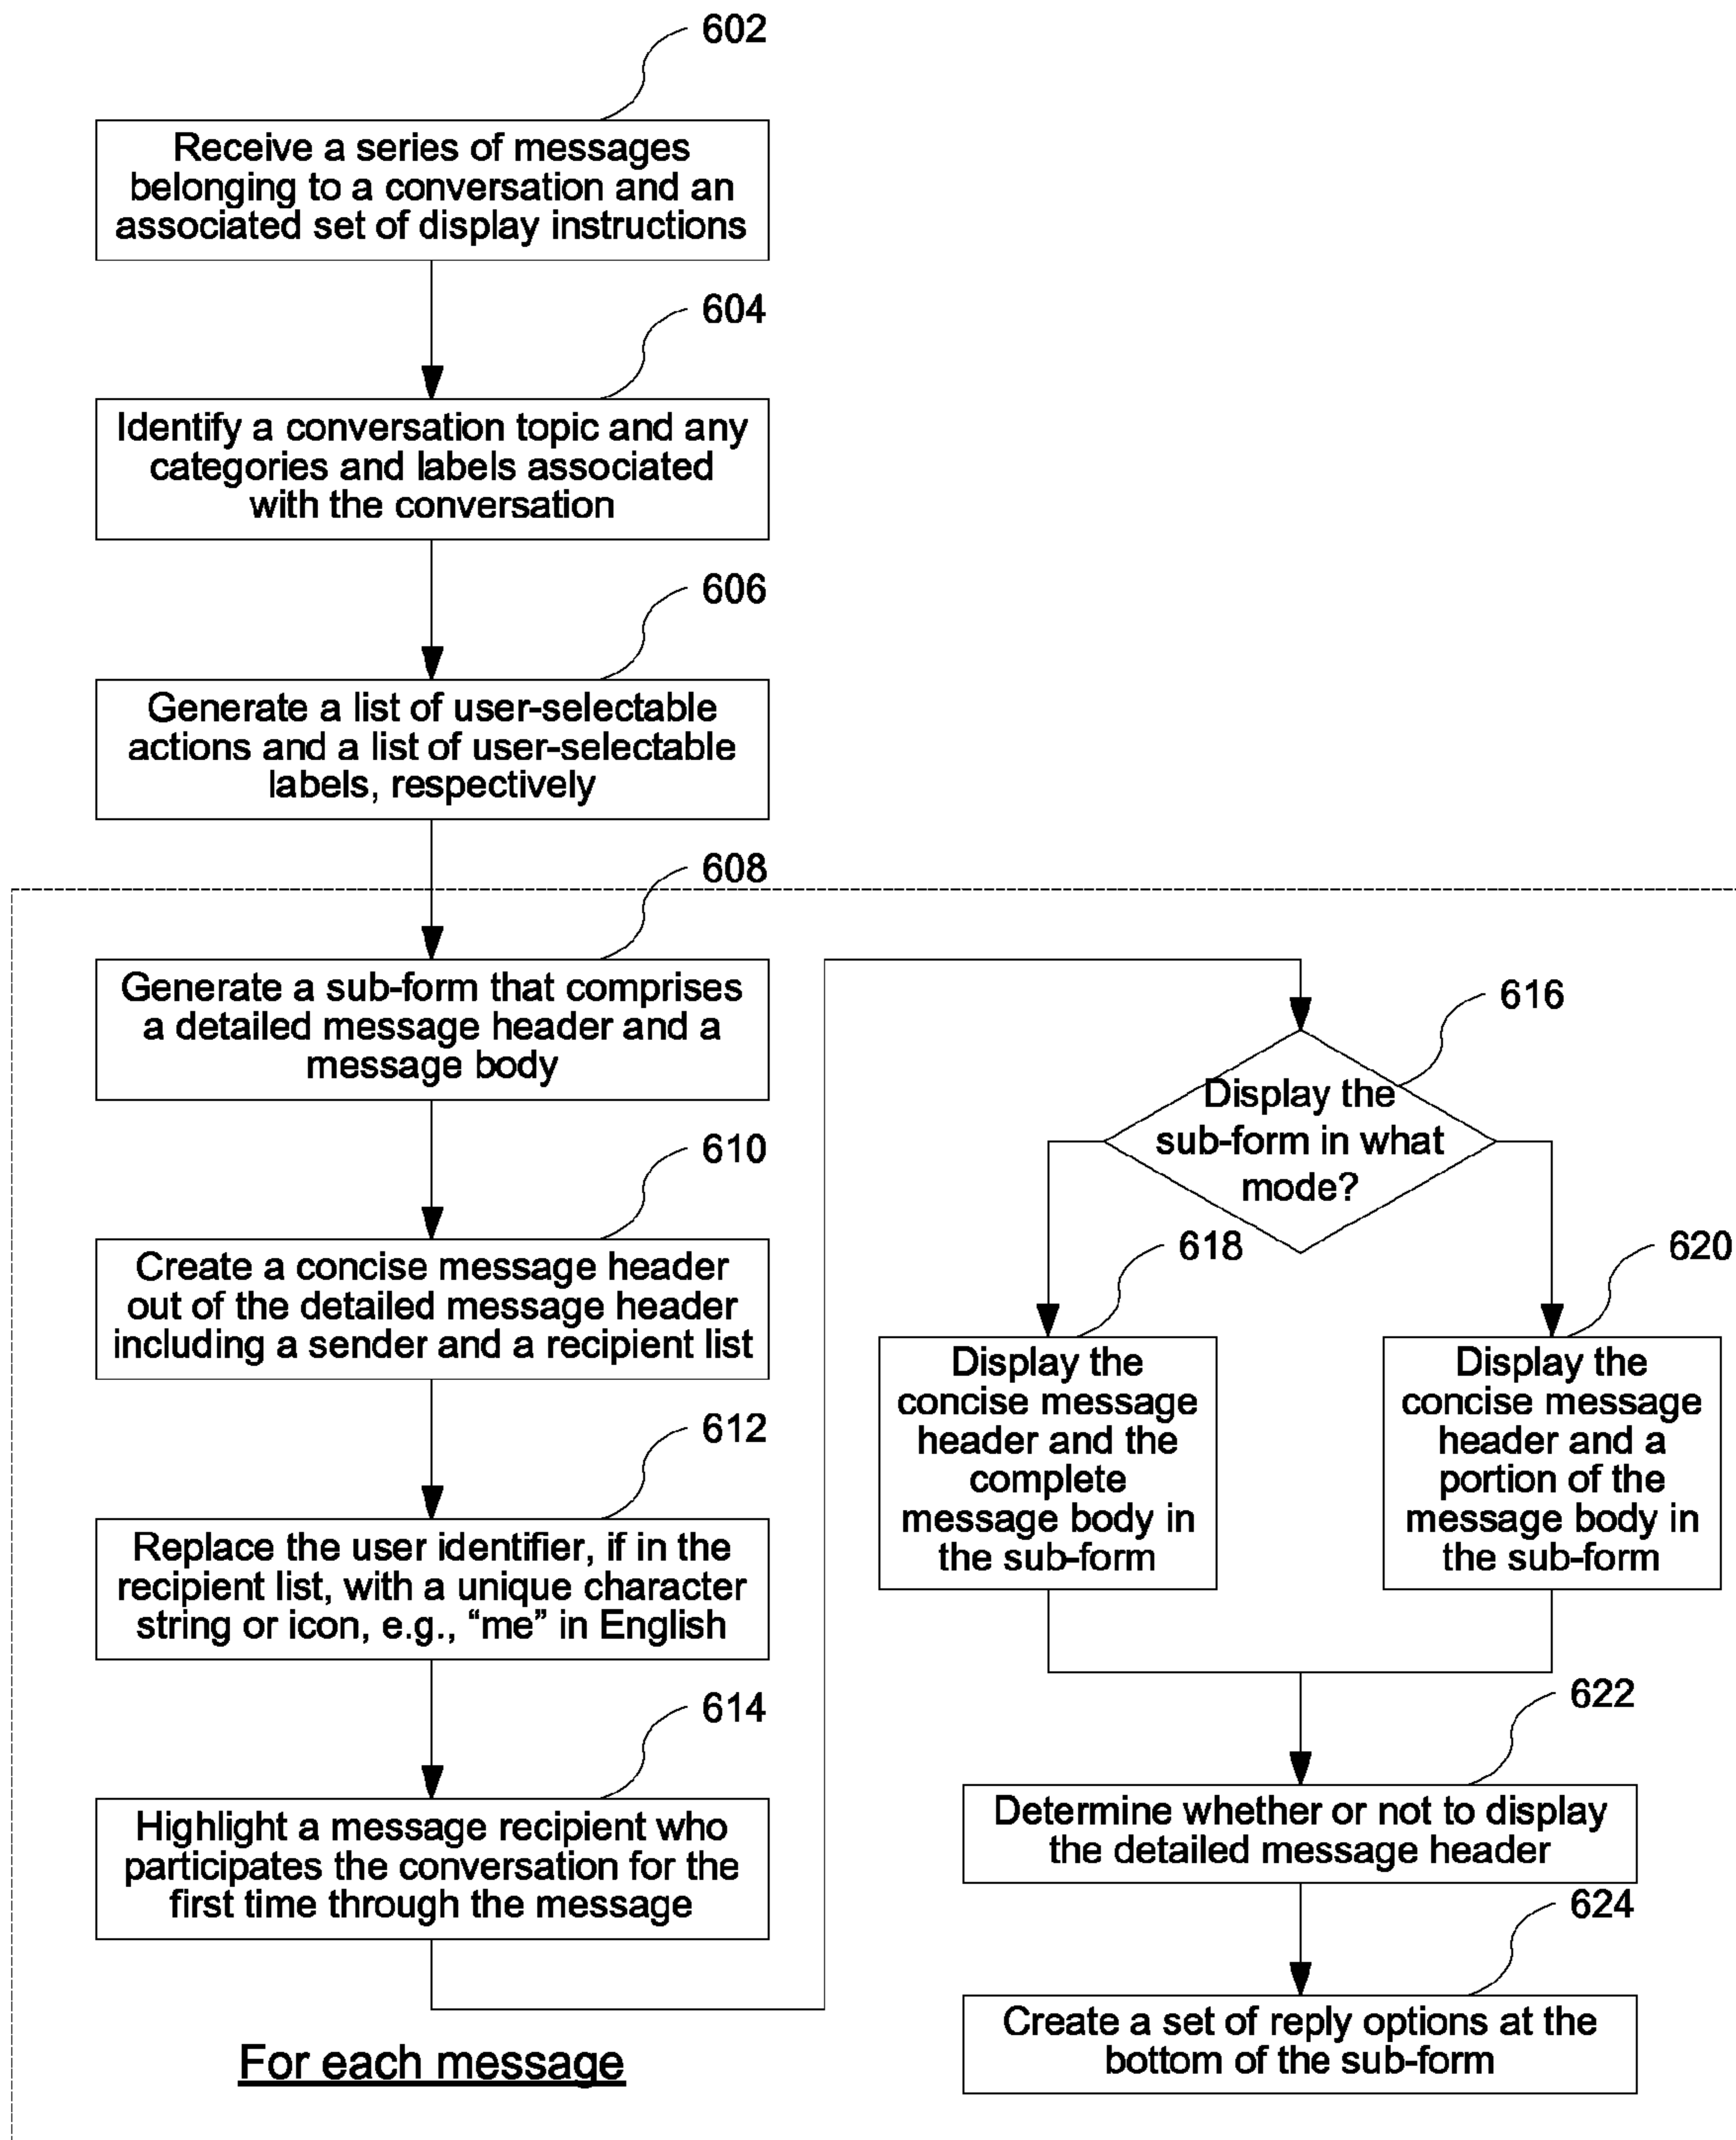 602
Receive a series of messages
belonging to a conversation and an
associated set of display instructions
604
Identify a conversation topic and any
categories and labels associated
with the conversation
606
Generate a list of user-selectable
actions and a list of user-selectable
labels, respectively
608
Generate a sub-form that comprises
a detailed message header and a
message body
610
Create a concise message header
out of the detailed message header
including a sender and a recipient list
612
Replace the user identifier, if in the
recipient list, with a unique character
string or icon, e.g., “me” in English
614
Highlight a message recipient who
participates the conversation for the
first time through the message
For each message
616
Display the
sub-form in what
mode?
618
Display the
concise message
header and the
complete
message body in
the sub-form
620
Display the
concise message
header and a
portion of the
message body in
the sub-form
622
Determine whether or not to display
the detailed message header
624
Create a set of reply options at the
bottom of the sub-form